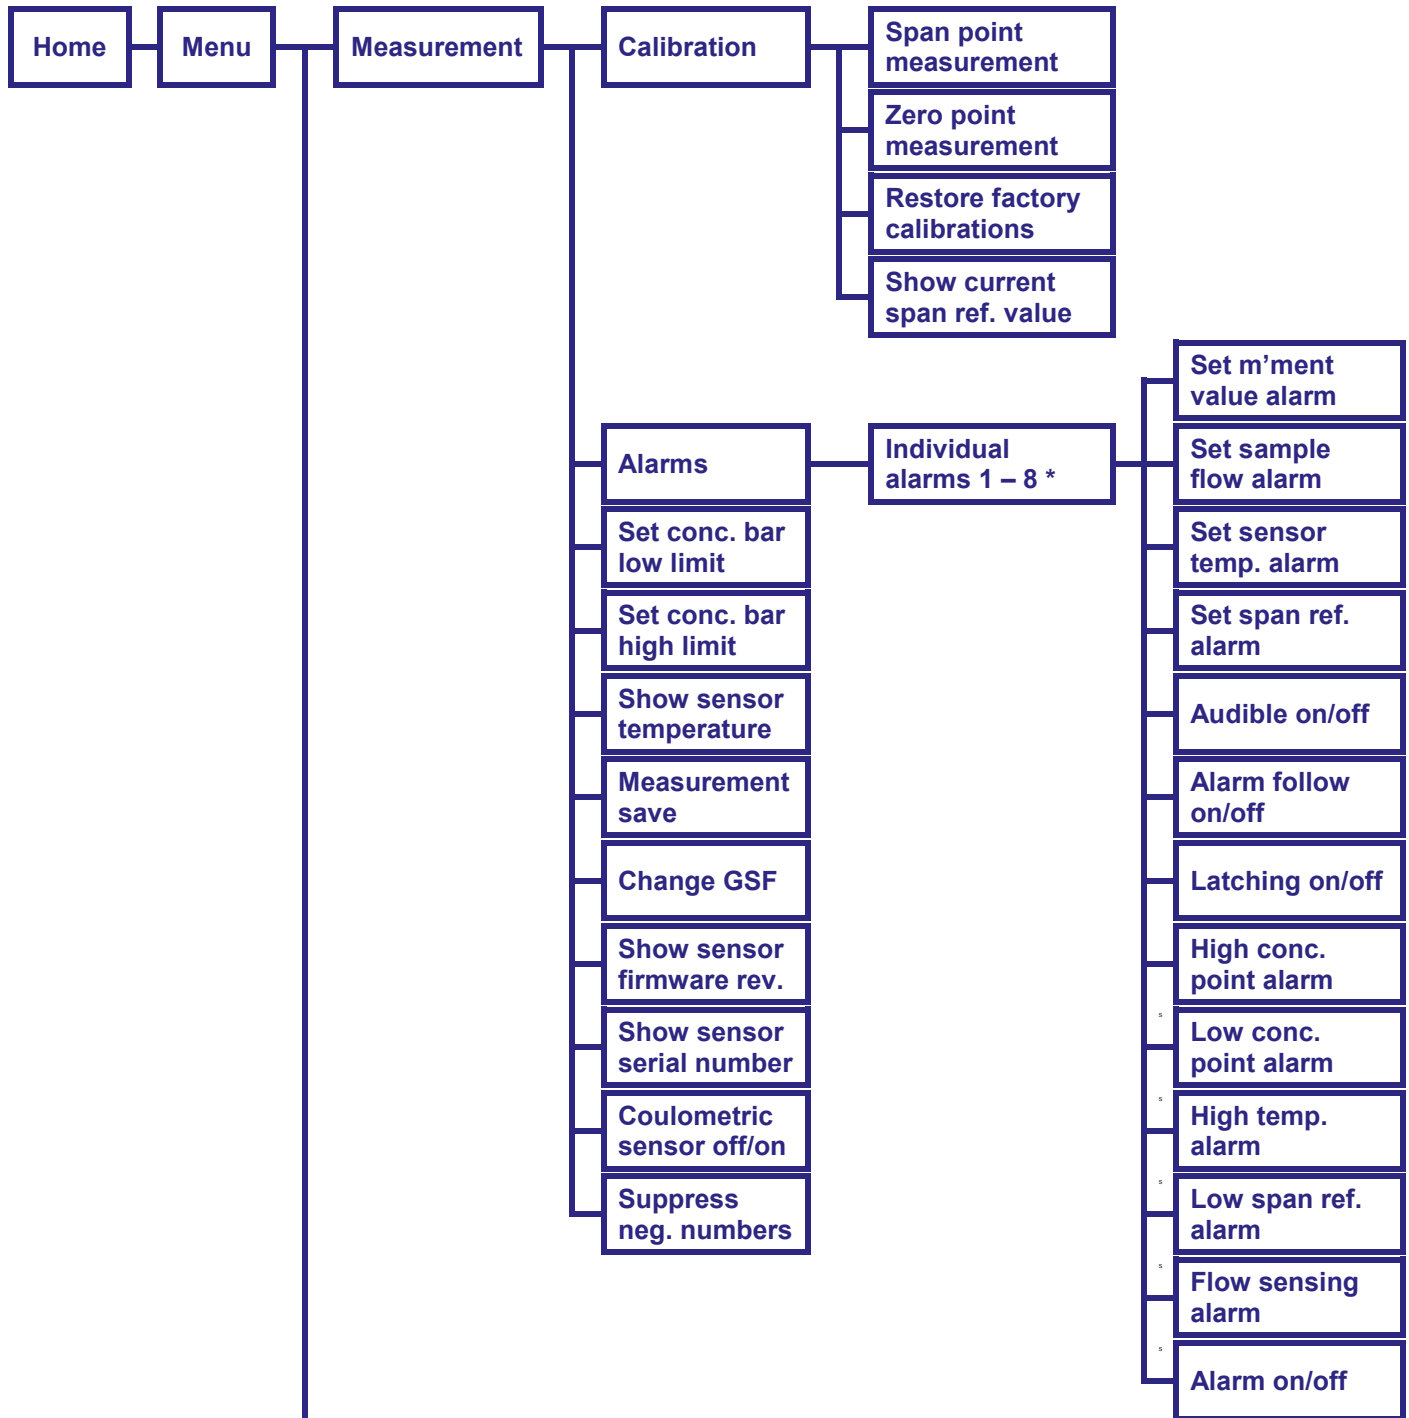 Home
Menu
Measurement
Calibration
Span point
measurement
Zero point
measurement
Restore factory
calibrations
Show current
span ref. value
Alarms
Individual
alarms 1 – 8 *
Set m’ment
value alarm
Set sample
flow alarm
Set sensor
temp. alarm
Set span ref.
alarm
Audible on/off
Alarm follow
on/off
Latching on/off
High conc.
point alarm
s
Low conc.
point alarm
s
High temp.
alarm
s
Low span ref.
alarm
s
Flow sensing
alarm
s
Alarm on/off
Set conc. bar
low limit
Set conc. bar
high limit
Show sensor
temperature
Measurement
save
Change GSF
Show sensor
firmware rev.
Show sensor
serial number
Coulometric
sensor off/on
Suppress
neg. numbers